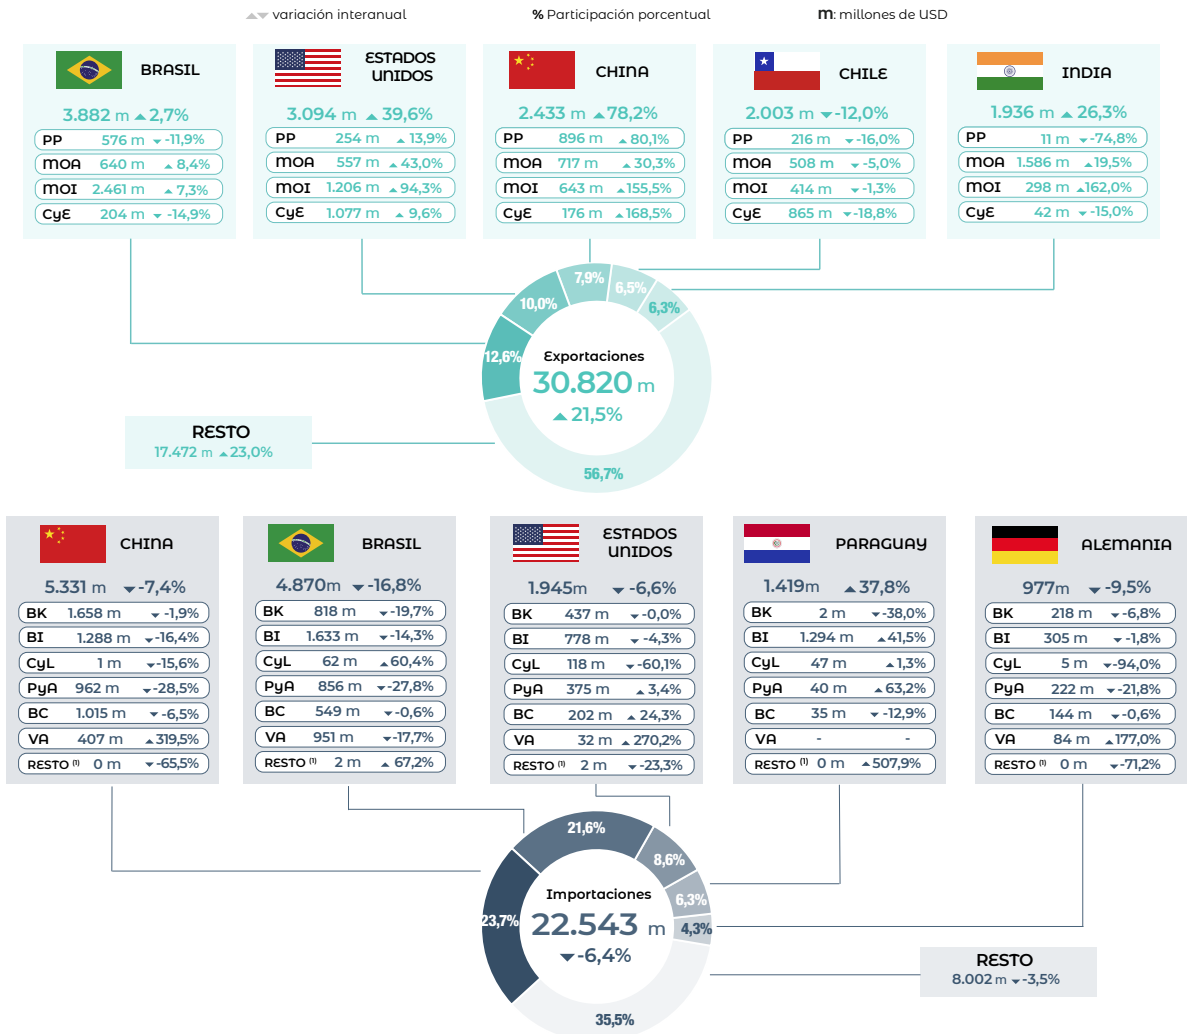 variación interanual
% Participación porcentual
m: millones de USD
BRASIL
3.882 m 2,7%
PP 576 m -11,9%
MOA 640 m 8,4%
MOI 2.461 m 7,3%
CyE 204 m -14,9%
ESTADOS
UNIDOS
3.094 m 39,6%
PP 254 m 13,9%
MOA 557 m 43,0%
MOI 1.206 m 94,3%
CyE 1.077 m 9,6%
CHINA
2.433 m 78,2%
PP 896 m 80,1%
MOA 717 m 30,3%
MOI 643 m 155,5%
CyE 176 m 168,5%
CHILE
2.003 m -12,0%
PP 216 m -16,0%
MOA 508 m -5,0%
MOI 414 m -1,3%
CyE 865 m -18,8%
INDIA
1.936 m 26,3%
PP 11 m -74,8%
MOA 1.586 m 19,5%
MOI 298 m 162,0%
CyE 42 m -15,0%
7,9%
6,5%
10,0%
6,3%
12,6%
Exportaciones
30.820 m
21,5%
56,7%
RESTO
17.472 m 23,0%
CHINA
5.331 m -7,4%
BK 1.658 m -1,9%
BI 1.288 m -16,4%
CyL 1 m -15,6%
PyA 962 m -28,5%
BC 1.015 m -6,5%
VA 407 m 319,5%
RESTO (1) 0 m -65,5%
BRASIL
4.870m -16,8%
BK 818 m -19,7%
BI 1.633 m -14,3%
CyL 62 m 60,4%
PyA 856 m -27,8%
BC 549 m -0,6%
VA 951 m -17,7%
RESTO (1) 2 m 67,2%
ESTADOS
UNIDOS
1.945m -6,6%
BK 437 m -0,0%
BI 778 m -4,3%
CyL 118 m -60,1%
PyA 375 m 3,4%
BC 202 m 24,3%
VA 32 m 270,2%
RESTO (1) 2 m -23,3%
PARAGUAY
1.419m 37,8%
BK 2 m -38,0%
BI 1.294 m 41,5%
CyL 47 m 1,3%
PyA 40 m 63,2%
BC 35 m -12,9%
VA - -
RESTO (1) 0 m 507,9%
ALEMANIA
977m -9,5%
BK 218 m -6,8%
BI 305 m -1,8%
CyL 5 m -94,0%
PyA 222 m -21,8%
BC 144 m -0,6%
VA 84 m 177,0%
RESTO (1) 0 m -71,2%
21,6%
8,6%
6,3%
23,7%
4,3%
Importaciones
22.543 m
-6,4%
35,5%
RESTO
8.002 m -3,5%